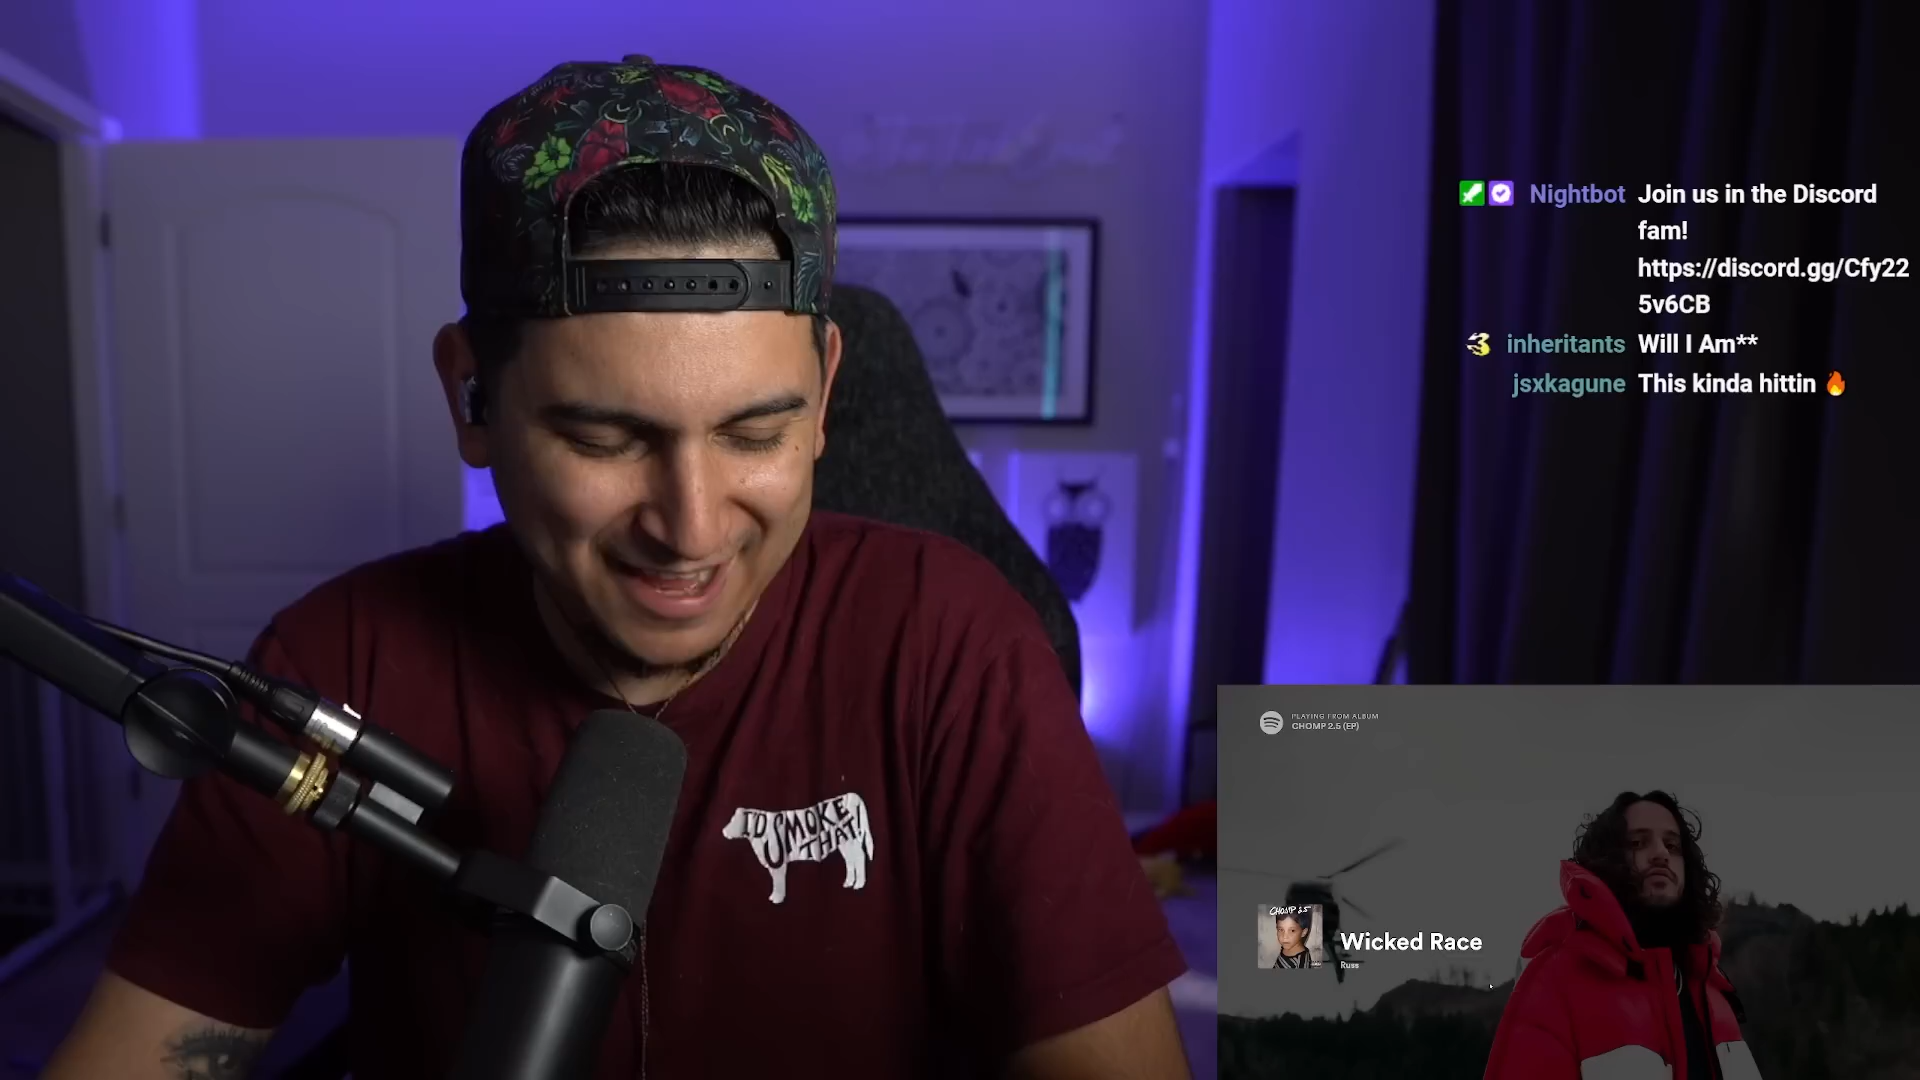 Nightbot Join us in the Discord
fam!
https://discord.gg/Cfy22
5v6CB
inheritants Will I Am**
jsxkagune This kinda hittin 🔥
I'D
SMOKE
THAT!
PLAYING FROM ALBUM
CHOMP 2.5 (EP)
CHOMP 2.5
Wicked Race
Russ